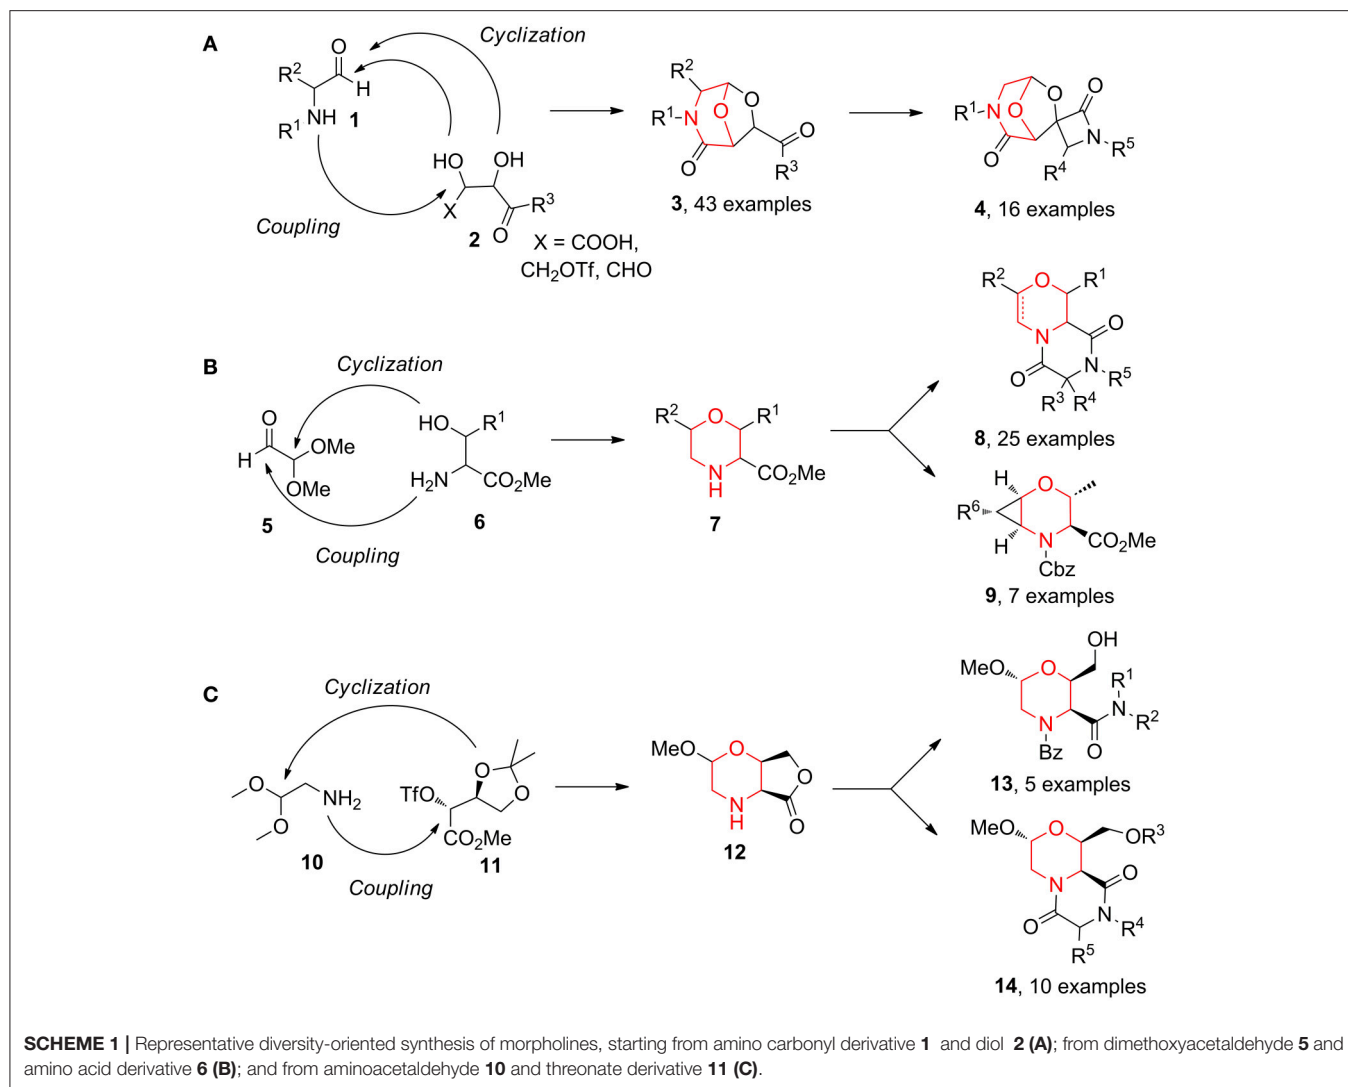 A
Cyclization
O
R²
H
NH
R¹
1
HO
OH
X
R³
O
2
Coupling
X = COOH,
CH₂OTf, CHO
R²
O
R¹
N
O
O
O
R³
3, 43 examples
O
O
R¹
N
O
N
R⁵
O
R⁴
4, 16 examples
B
Cyclization
O
H
OMe
OMe
5
HO
R¹
H₂N
CO₂Me
6
Coupling
R²
O
R¹
N
H
CO₂Me
7
R²
O
R¹
N
O
O
N
R⁵
R³
R⁴
8, 25 examples
H
O
R⁶
H
N
CO₂Me
Cbz
9, 7 examples
C
Cyclization
O
NH₂
O
10
TfO
O
O
CO₂Me
11
Coupling
MeO
O
O
N
H
O
12
OH
MeO
O
R¹
N
N
R²
Bz
O
13, 5 examples
MeO
O
OR³
N
O
O
N
R⁴
R⁵
14, 10 examples
SCHEME 1 | Representative diversity-oriented synthesis of morpholines, starting from amino carbonyl derivative 1 and diol 2 (A); from dimethoxyacetaldehyde 5 and
amino acid derivative 6 (B); and from aminoacetaldehyde 10 and threonate derivative 11 (C).